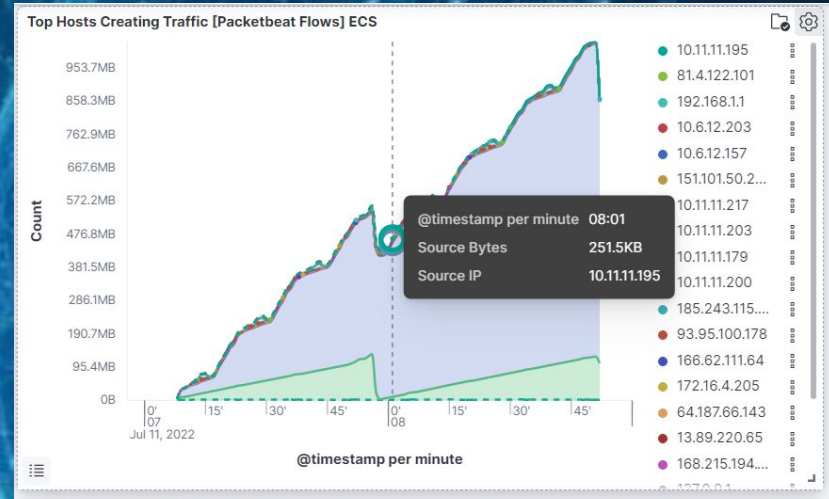 Top Hosts Creating Traffic [Packetbeat Flows] ECS
953.7MB
858.3MB
762.9MB
667.6MB
572.2MB
476.8MB
381.5MB
286.1MB
190.7MB
95.4MB
0B
Count
0' 15' 30' 45' 0' 15' 30' 45'
07 08
Jul 11, 2022
@timestamp per minute
@timestamp per minute 08:01
Source Bytes 251.5KB
Source IP 10.11.11.195
10.11.11.195
81.4.122.101
192.168.1.1
10.6.12.203
10.6.12.157
151.101.50.2...
10.11.11.217
10.11.11.203
10.11.11.179
10.11.11.200
185.243.115....
93.95.100.178
166.62.111.64
172.16.4.205
64.187.66.143
13.89.220.65
168.215.194....